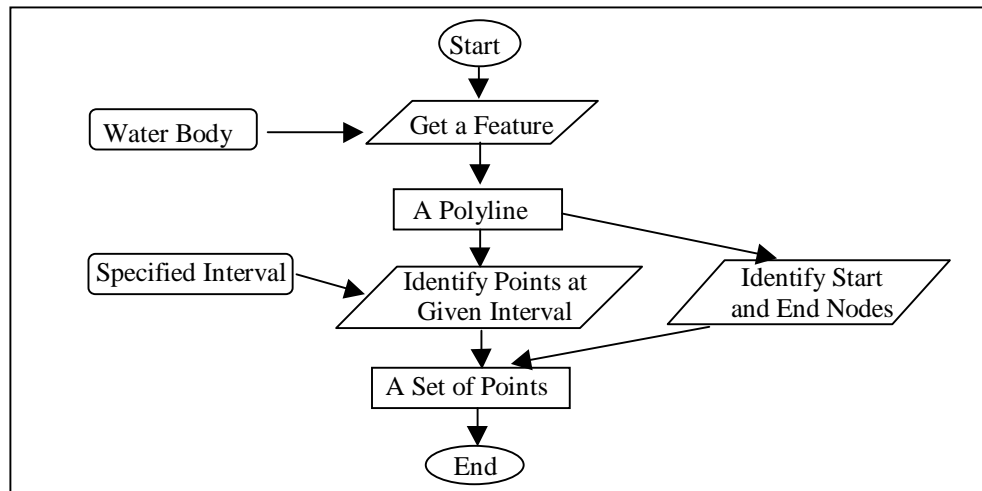 Start
Water Body
Get a Feature
A Polyline
Specified Interval
Identify Points at
Given Interval
Identify Start
and End Nodes
A Set of Points
End